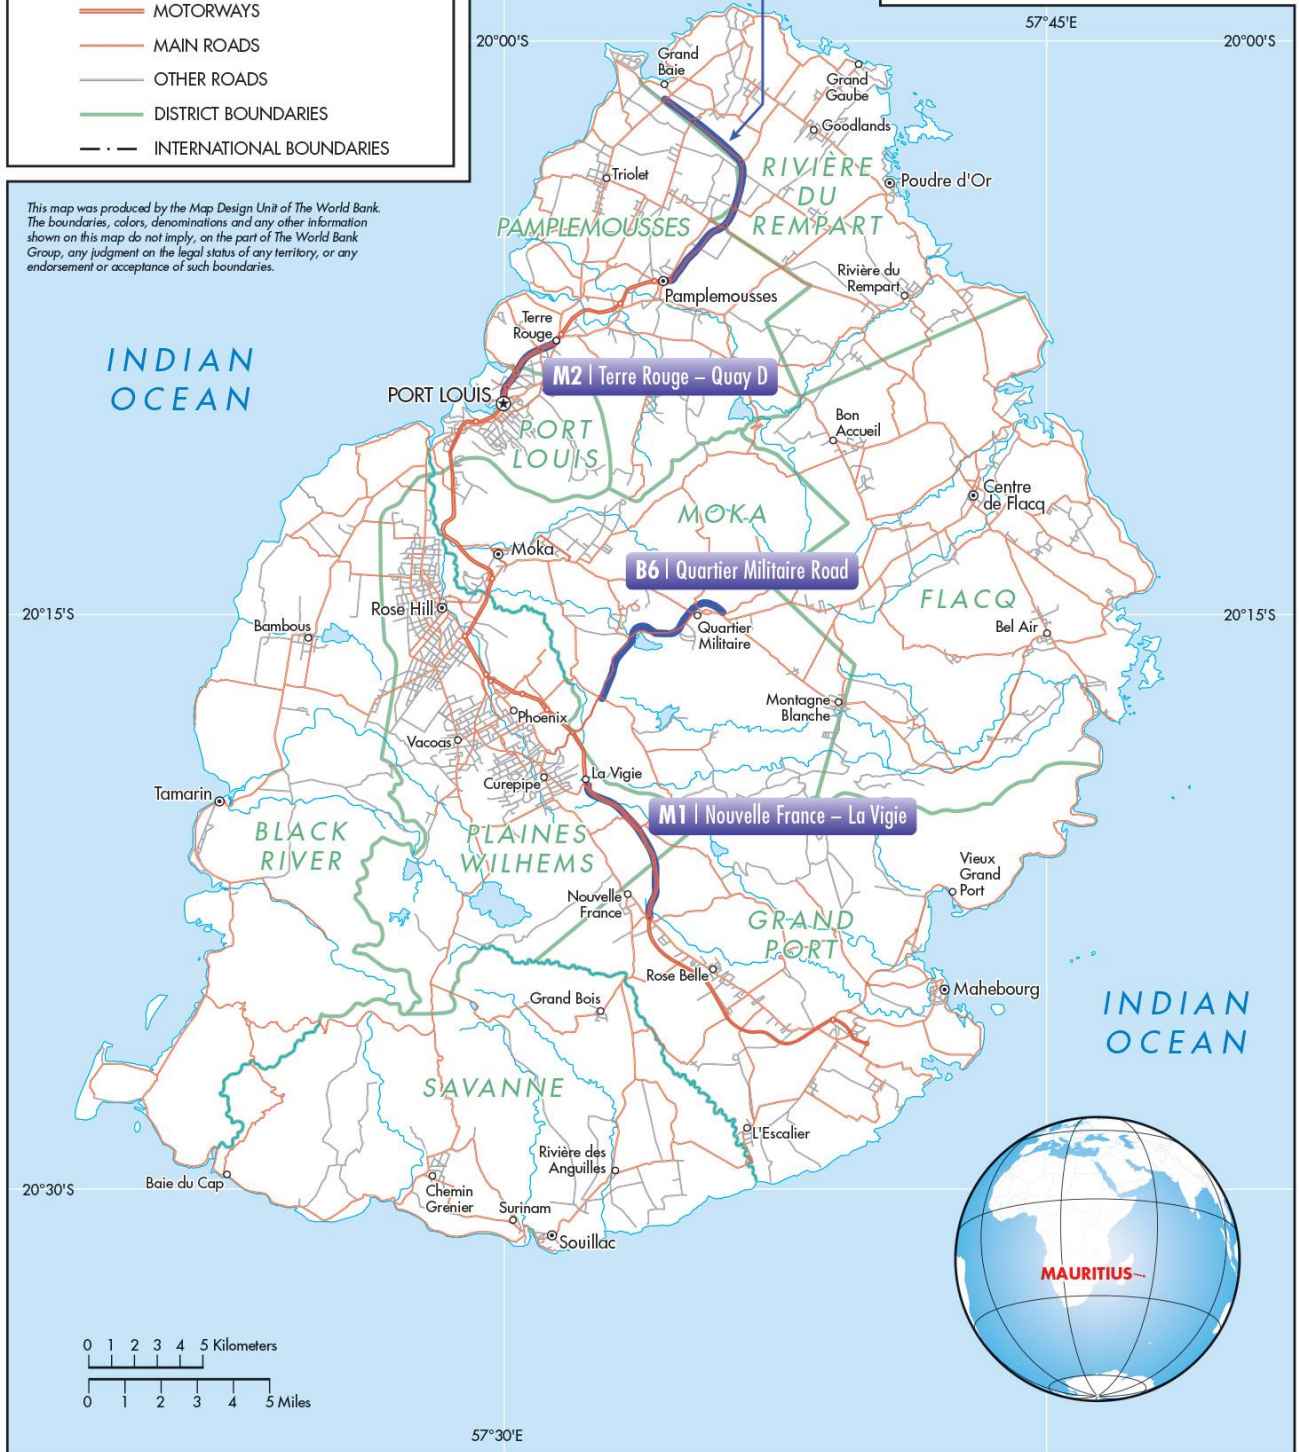 MOTORWAYS
MAIN ROADS
OTHER ROADS
DISTRICT BOUNDARIES
INTERNATIONAL BOUNDARIES
This map was produced by the Map Design Unit of The World Bank.
The boundaries, colors, denominations and any other information
shown on this map do not imply, on the part of The World Bank
Group, any judgment on the legal status of any territory, or any
endorsement or acceptance of such boundaries.
57°45'E
20°00'S
20°00'S
Grand
Baie
Grand
Gaube
Goodlands
Triolet
RIVIÈRE
DU
REMPART
Poudre d'Or
PAMPLEMOUSSES
Rivière du
Rempart
Pamplemousses
Terre
Rouge
INDIAN
OCEAN
M2 | Terre Rouge – Quay D
PORT LOUIS
PORT
LOUIS
Bon
Accueil
Centre
de Flacq
MOKA
Moka
B6 | Quartier Militaire Road
Rose Hill
FLACQ
20°15'S
20°15'S
Bambous
Quartier
Militaire
Bel Air
Montagne
Blanche
Phoenix
Vacoas
La Vigie
Curepipe
Tamarin
M1 | Nouvelle France – La Vigie
BLACK
RIVER
PLAINES
WILHEMS
Vieux
Grand
Port
Nouvelle
France
GRAND
PORT
Rose Belle
Mahebourg
Grand Bois
INDIAN
OCEAN
SAVANNE
L'Escalier
Rivière des
Anguilles
Baie du Cap
20°30'S
Chemin
Grenier
Surinam
Souillac
MAURITIUS
0 1 2 3 4 5 Kilometers
0 1 2 3 4 5 Miles
57°30'E